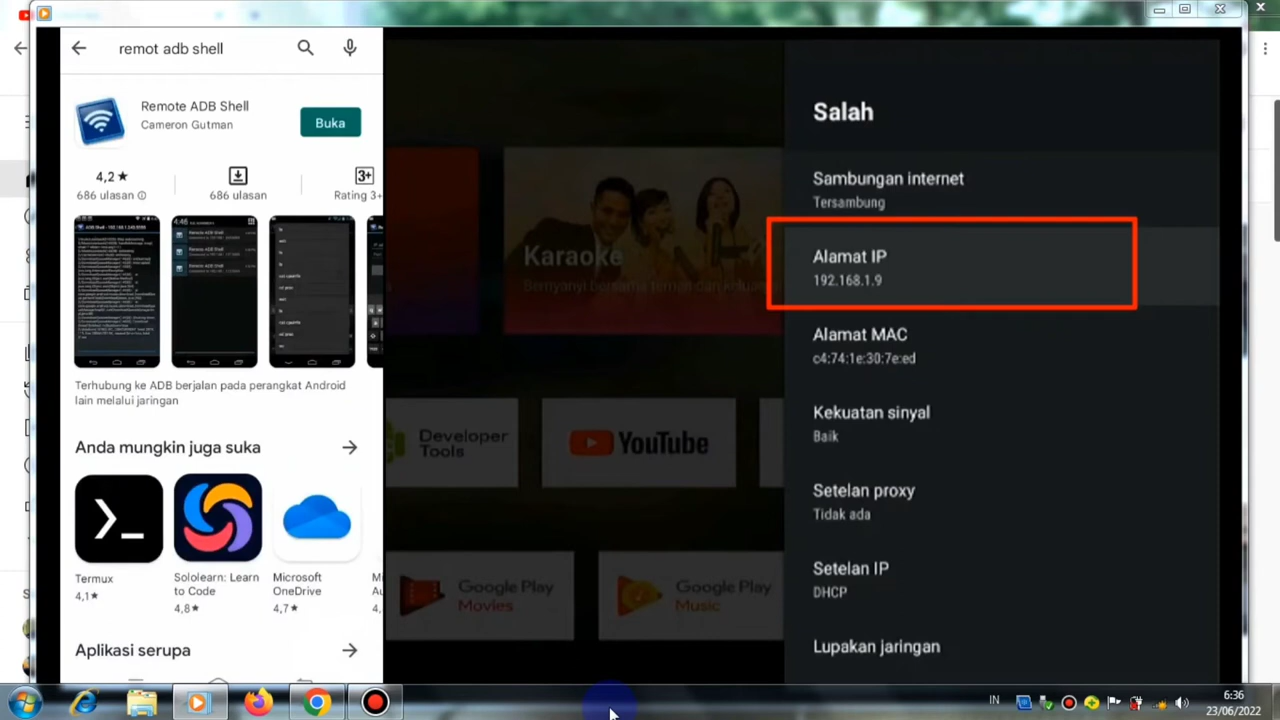 remot adb shell
Remote ADB Shell
Cameron Gutman
Buka
4,2★
686 ulasan
686 ulasan
3+
Rating 3+
Terhubung ke ADB berjalan pada perangkat Android
lain melalui jaringan
Anda mungkin juga suka
Termux
4,1★
Sololearn: Learn
to Code
4,8★
Microsoft
OneDrive
4,7★
Aplikasi serupa
Developer
Tools
YouTube
Google Play
Movies
Google Play
Music
Salah
Sambungan internet
Tersambung
Alamat IP
168.1.9
Alamat MAC
c4:74:1e:30:7e:ed
Kekuatan sinyal
Baik
Setelan proxy
Tidak ada
Setelan IP
DHCP
Lupakan jaringan
IN
6:36
23/06/2022